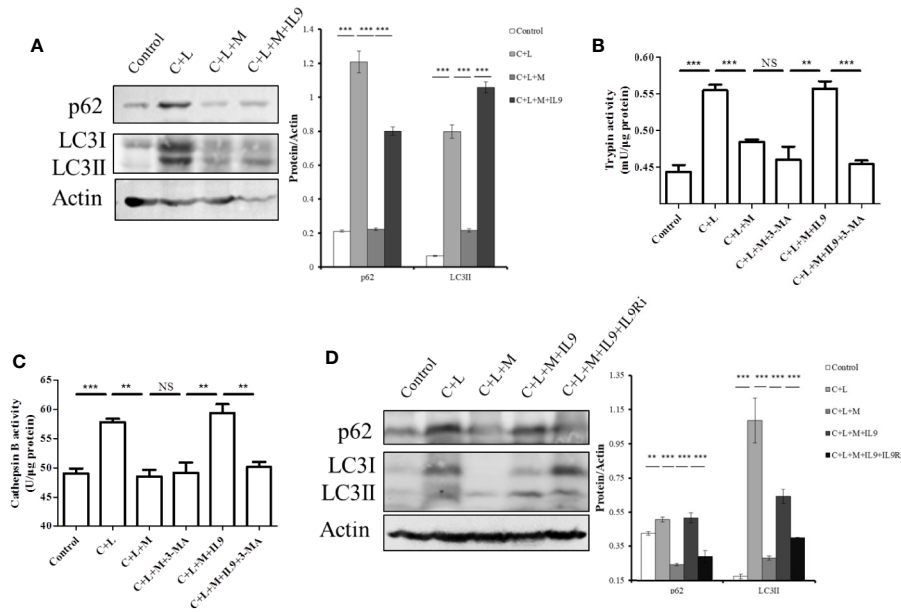 A
Control
C+L
C+L+M
C+L+M+IL9
p62
LC3I
LC3II
Actin
*** *** ***
*** *** ***
Protein/Actin
1.4
1.2
1
0.8
0.6
0.4
0.2
0
p62
LC3II
Control
C+L
C+L+M
C+L+M+IL9
B
*** *** NS ** ***
Trypin activity
(mU/μg protein)
0.60
0.55
0.50
0.45
Control
C+L
C+L+M
C+L+M+3-MA
C+L+M+IL9
C+L+M+IL9+3-MA
C
*** ** NS ** **
Cathepsin B activity
(U/μg protein)
65
60
55
50
45
40
Control
C+L
C+L+M
C+L+M+3-MA
C+L+M+IL9
C+L+M+IL9+3-MA
D
Control
C+L
C+L+M
C+L+M+IL9
C+L+M+IL9+IL9Ri
p62
LC3I
LC3II
Actin
** *** *** ***
*** *** *** ***
Protein/Actin
1.35
1.15
0.95
0.75
0.55
0.35
0.15
p62
LC3II
Control
C+L
C+L+M
C+L+M+IL9
C+L+M+IL9+IL9R